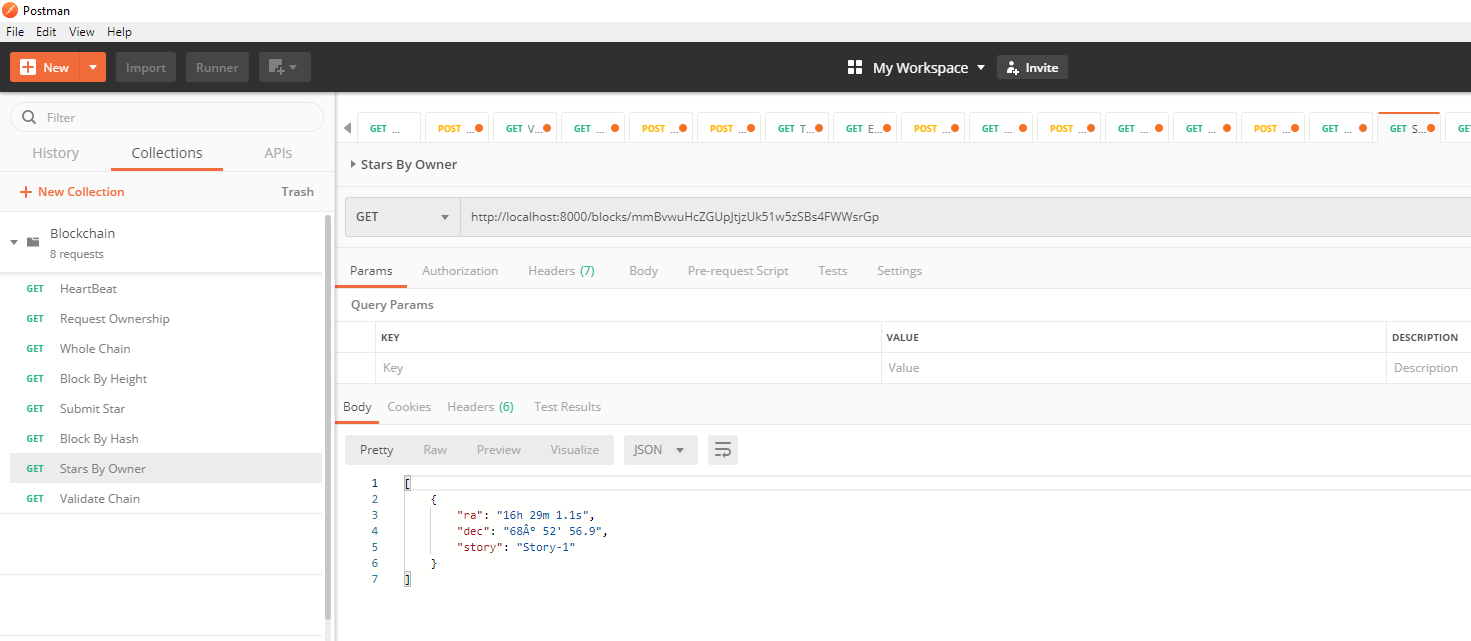 Postman
File Edit View Help
New Import Runner My Workspace Invite
Filter
History Collections APIs
New Collection Trash
Blockchain
8 requests
GET HeartBeat
GET Request Ownership
GET Whole Chain
GET Block By Height
GET Submit Star
GET Block By Hash
GET Stars By Owner
GET Validate Chain
GET ... POST ... GET V... GET ... POST ... POST ... GET T... GET E... POST ... GET ... POST ... GET ... GET ... POST ... GET ... GET S... GE
Stars By Owner
GET http://localhost:8000/blocks/mmBvwuHcZGUpJtjzUk51w5zSBs4FWWsrGp
Params Authorization Headers (7) Body Pre-request Script Tests Settings
Query Params
KEY VALUE DESCRIPTION
Key Value Description
Body Cookies Headers (6) Test Results
Pretty Raw Preview Visualize JSON
1 [
2 {
3 "ra": "16h 29m 1.1s",
4 "dec": "68Â° 52' 56.9",
5 "story": "Story-1"
6 }
7 ]